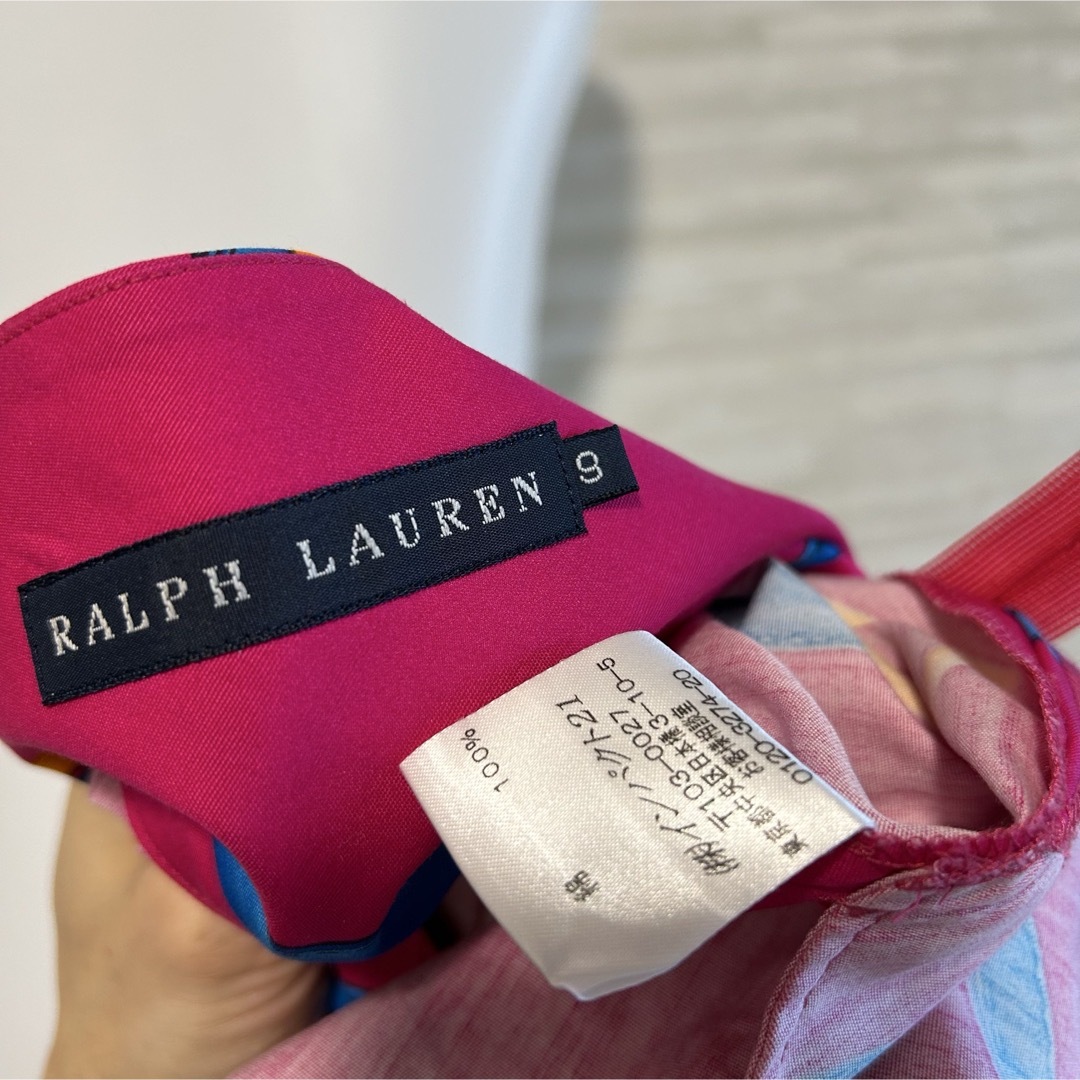 RALPH LAUREN
9
綿 100%
㈱インパクト21
〒103-0027
東京都中央区日本橋3-10-5
お客様相談室
0120-3274-20